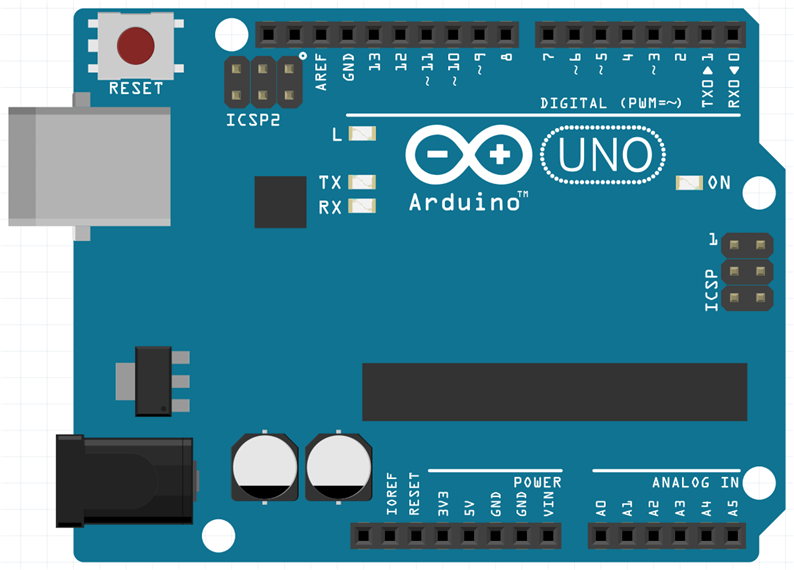 RESET
ICSP2
AREF
GND
13
12
~11
~10
~9
8
7
~6
~5
4
~3
2
TX0▶1
RX0◀0
DIGITAL (PWM=~)
L
TX
RX
Arduino™
UNO
ON
1
ICSP
IOREF
RESET
3V3
5V
GND
GND
VIN
POWER
A0
A1
A2
A3
A4
A5
ANALOG IN